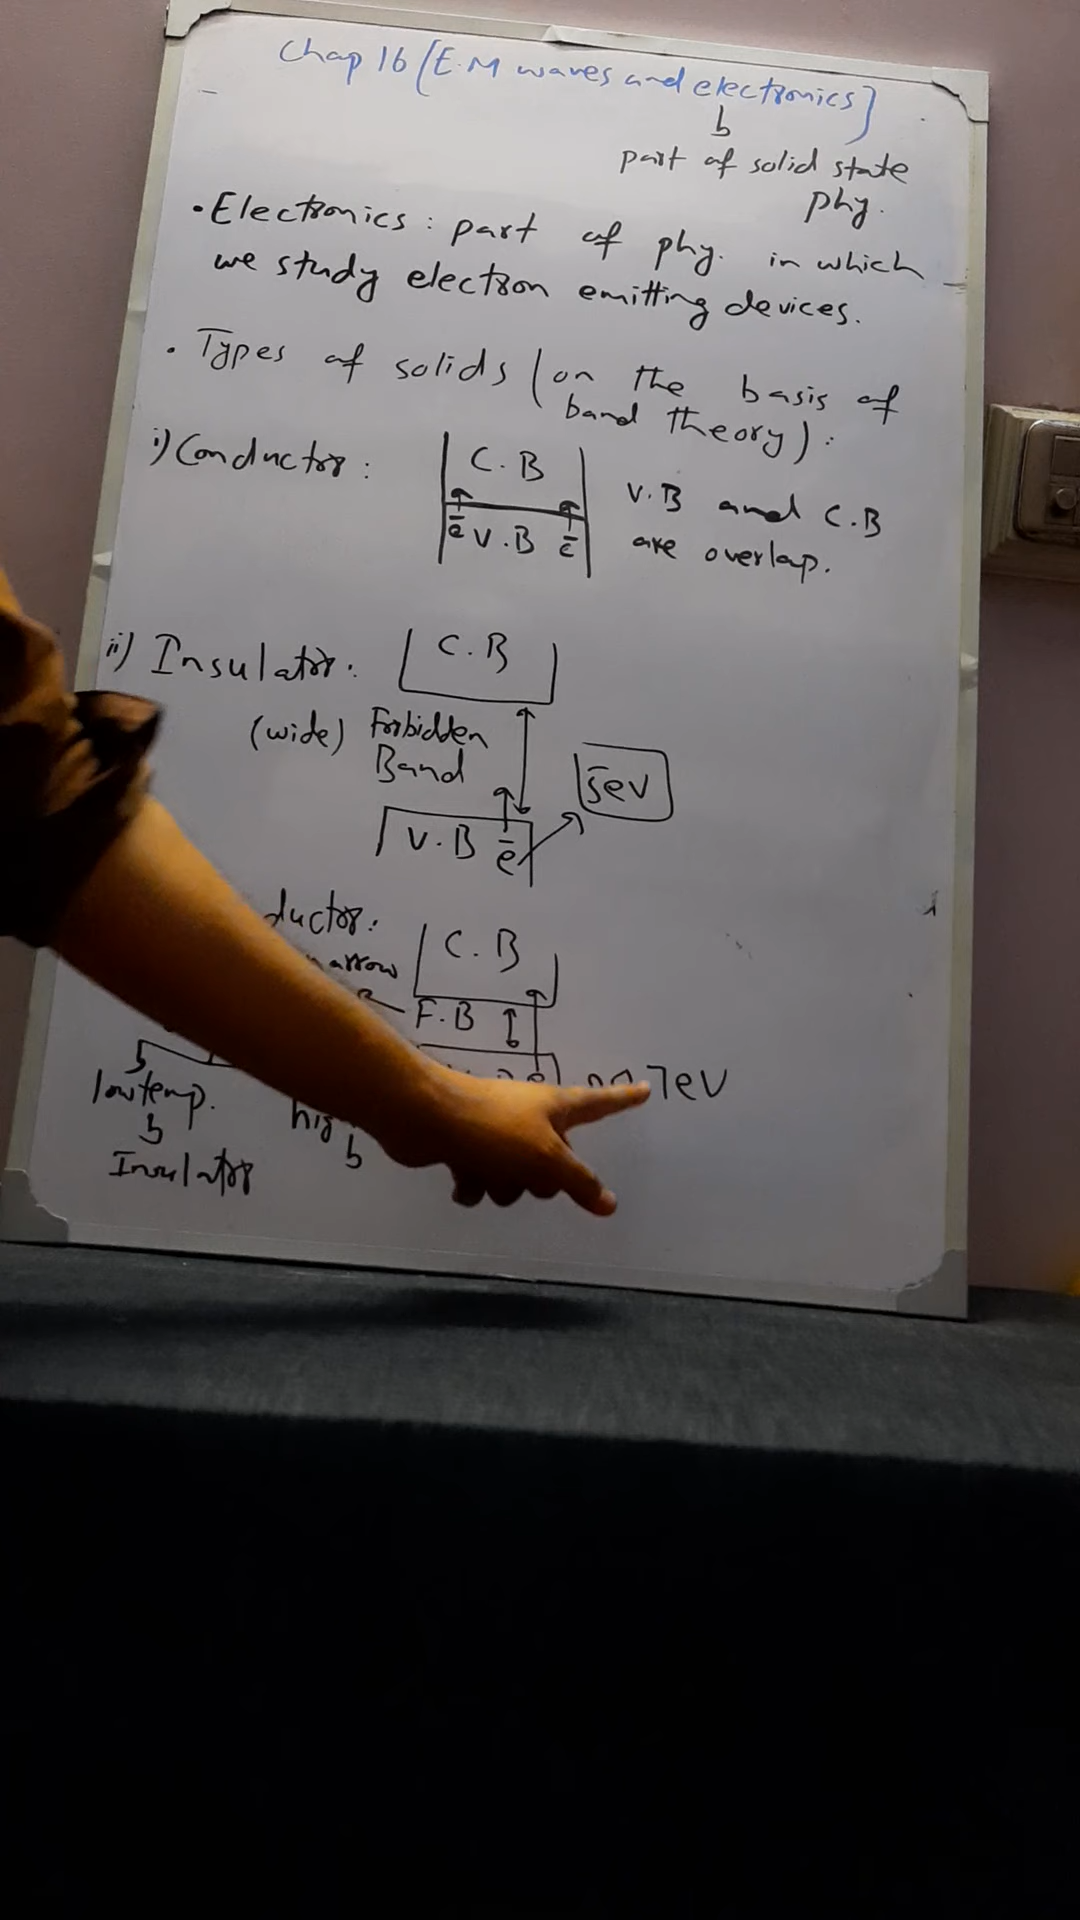 Chap 16 (E.M waves and electronics)
part of solid state
phy.
• Electronics: part of phy. in which
we study electron emitting devices.
• Types of solids (on the basis of
band theory):
i) Conductor:
C.B
e V.B e
V.B and C.B
are overlap.
ii) Insulator:
C.B
(wide) Forbidden
Band
5eV
V.B e
ductor:
narrow
C.B
F.B
7eV
low temp.
Insulator